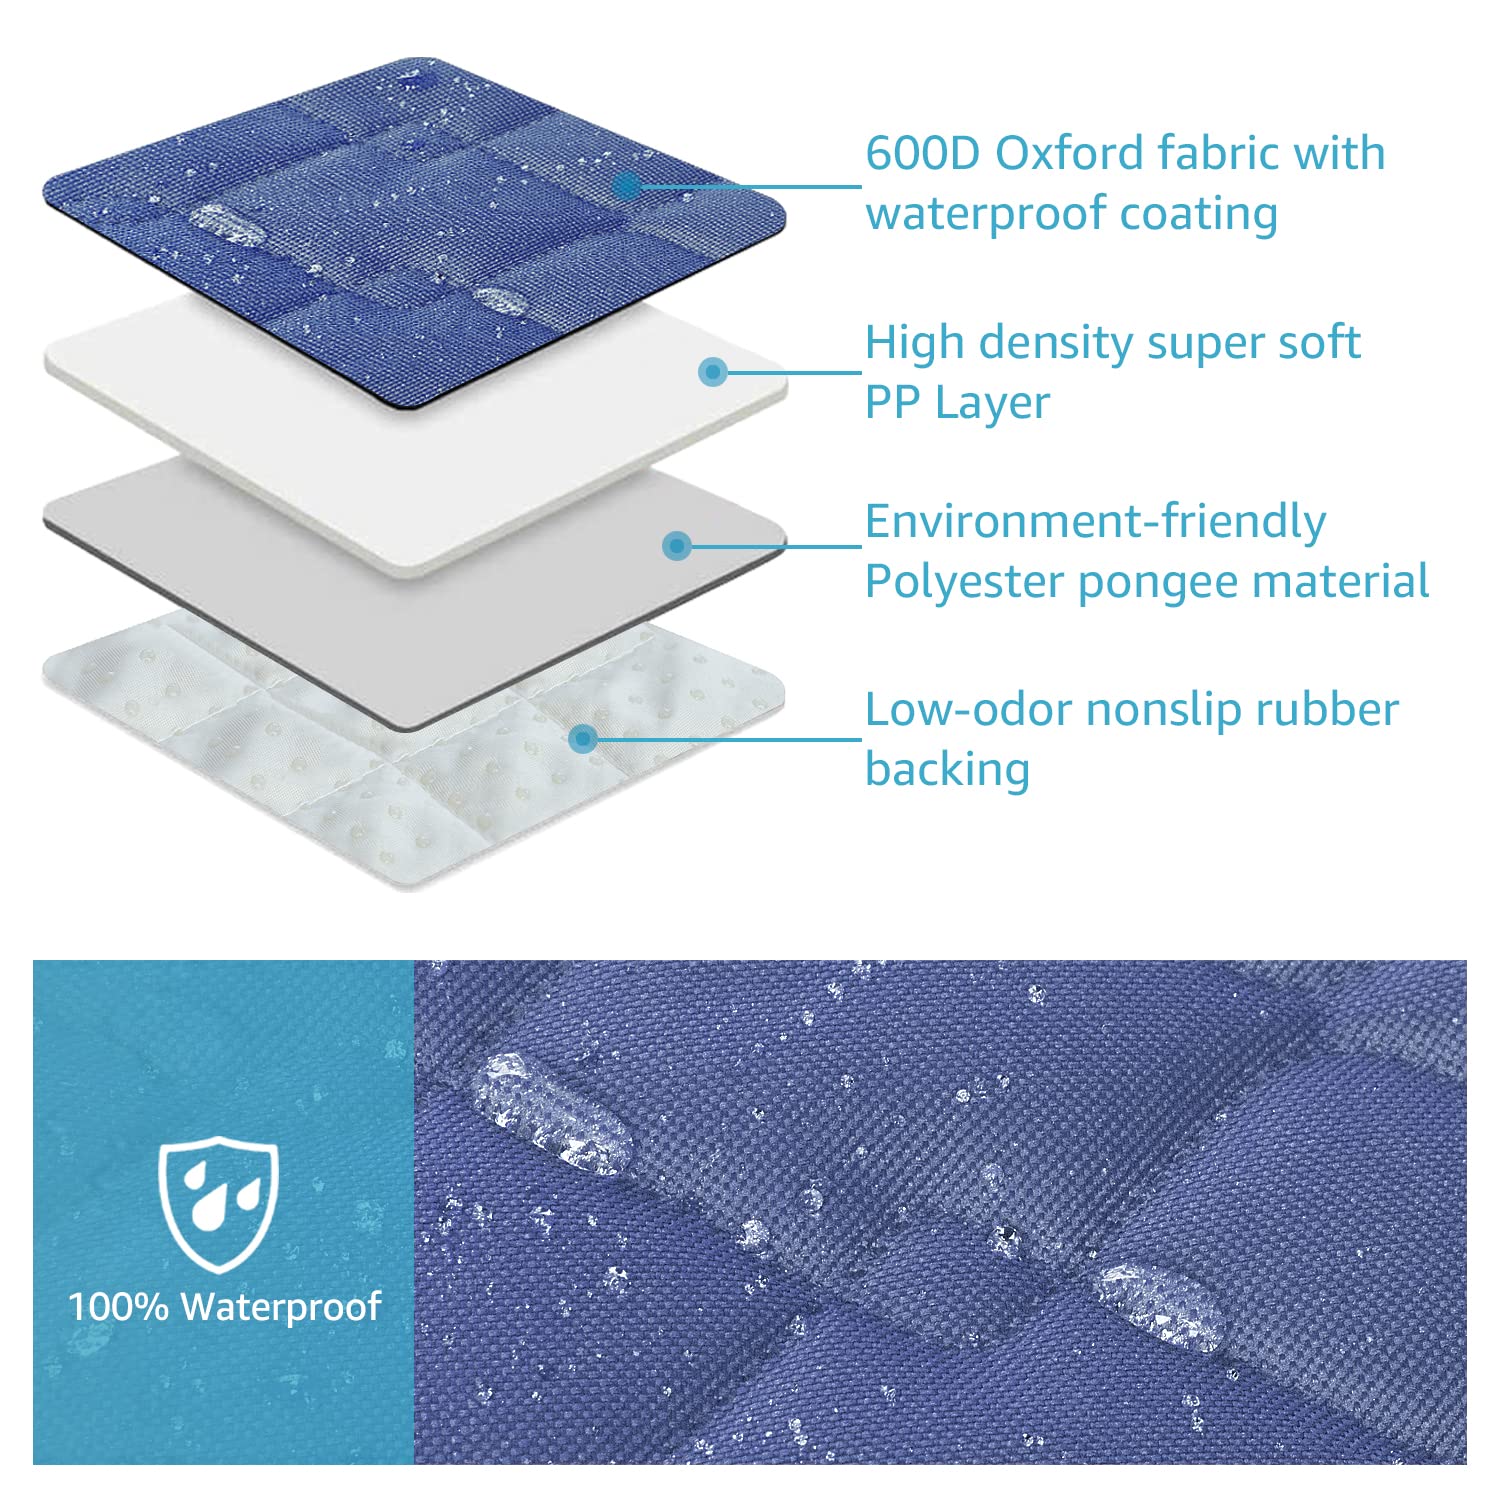 600D Oxford fabric with
waterproof coating
High density super soft
PP Layer
Environment-friendly
Polyester pongee material
Low-odor nonslip rubber
backing
100% Waterproof